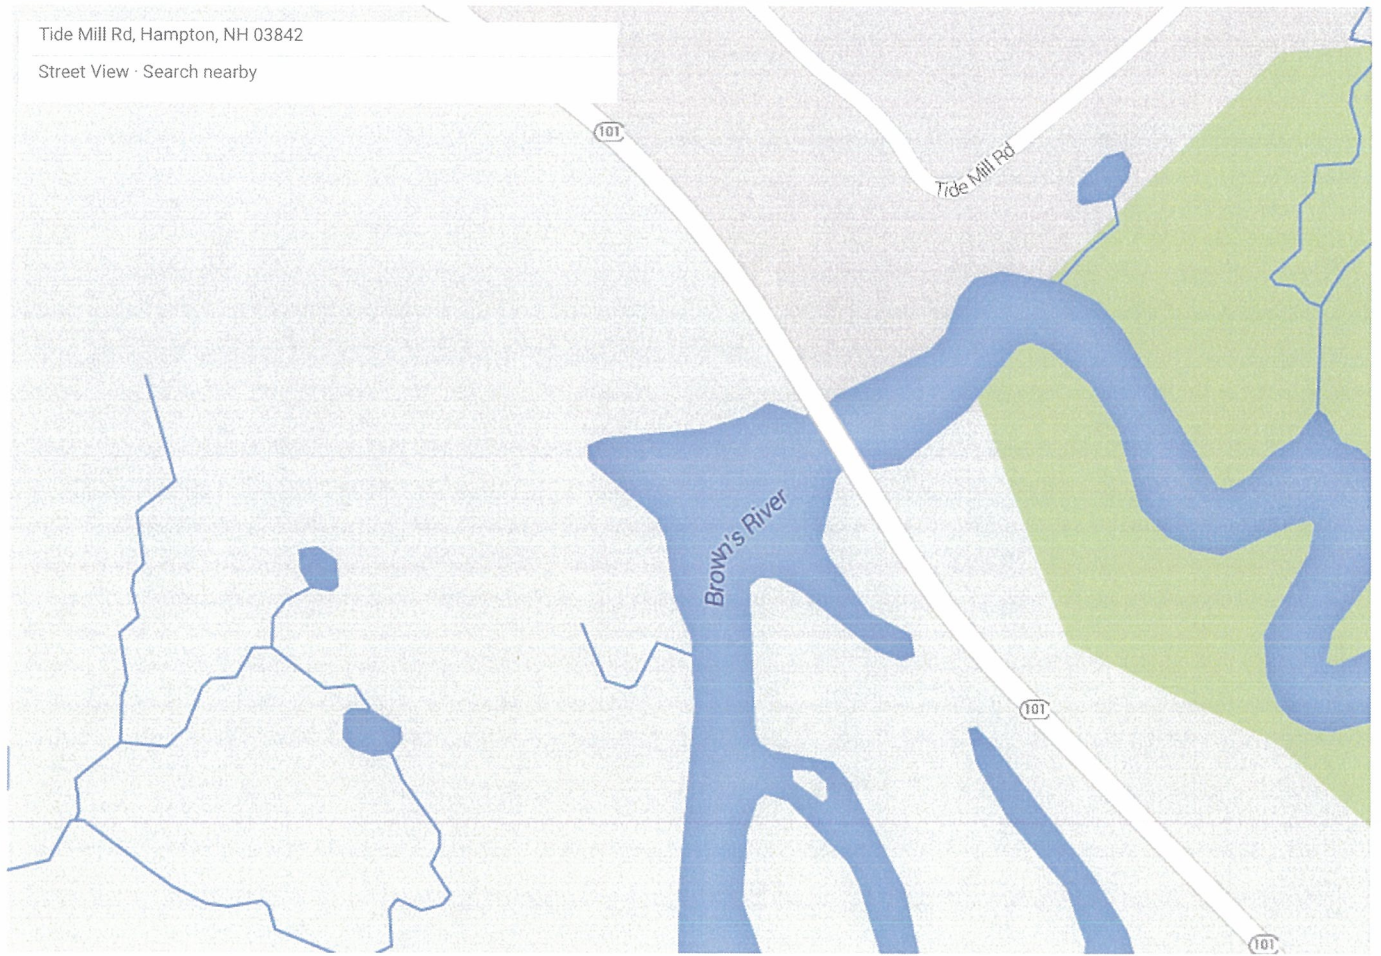 Tide Mill Rd, Hampton, NH 03842
Street View · Search nearby
101
Tide Mill Rd
Brown's River
101
101